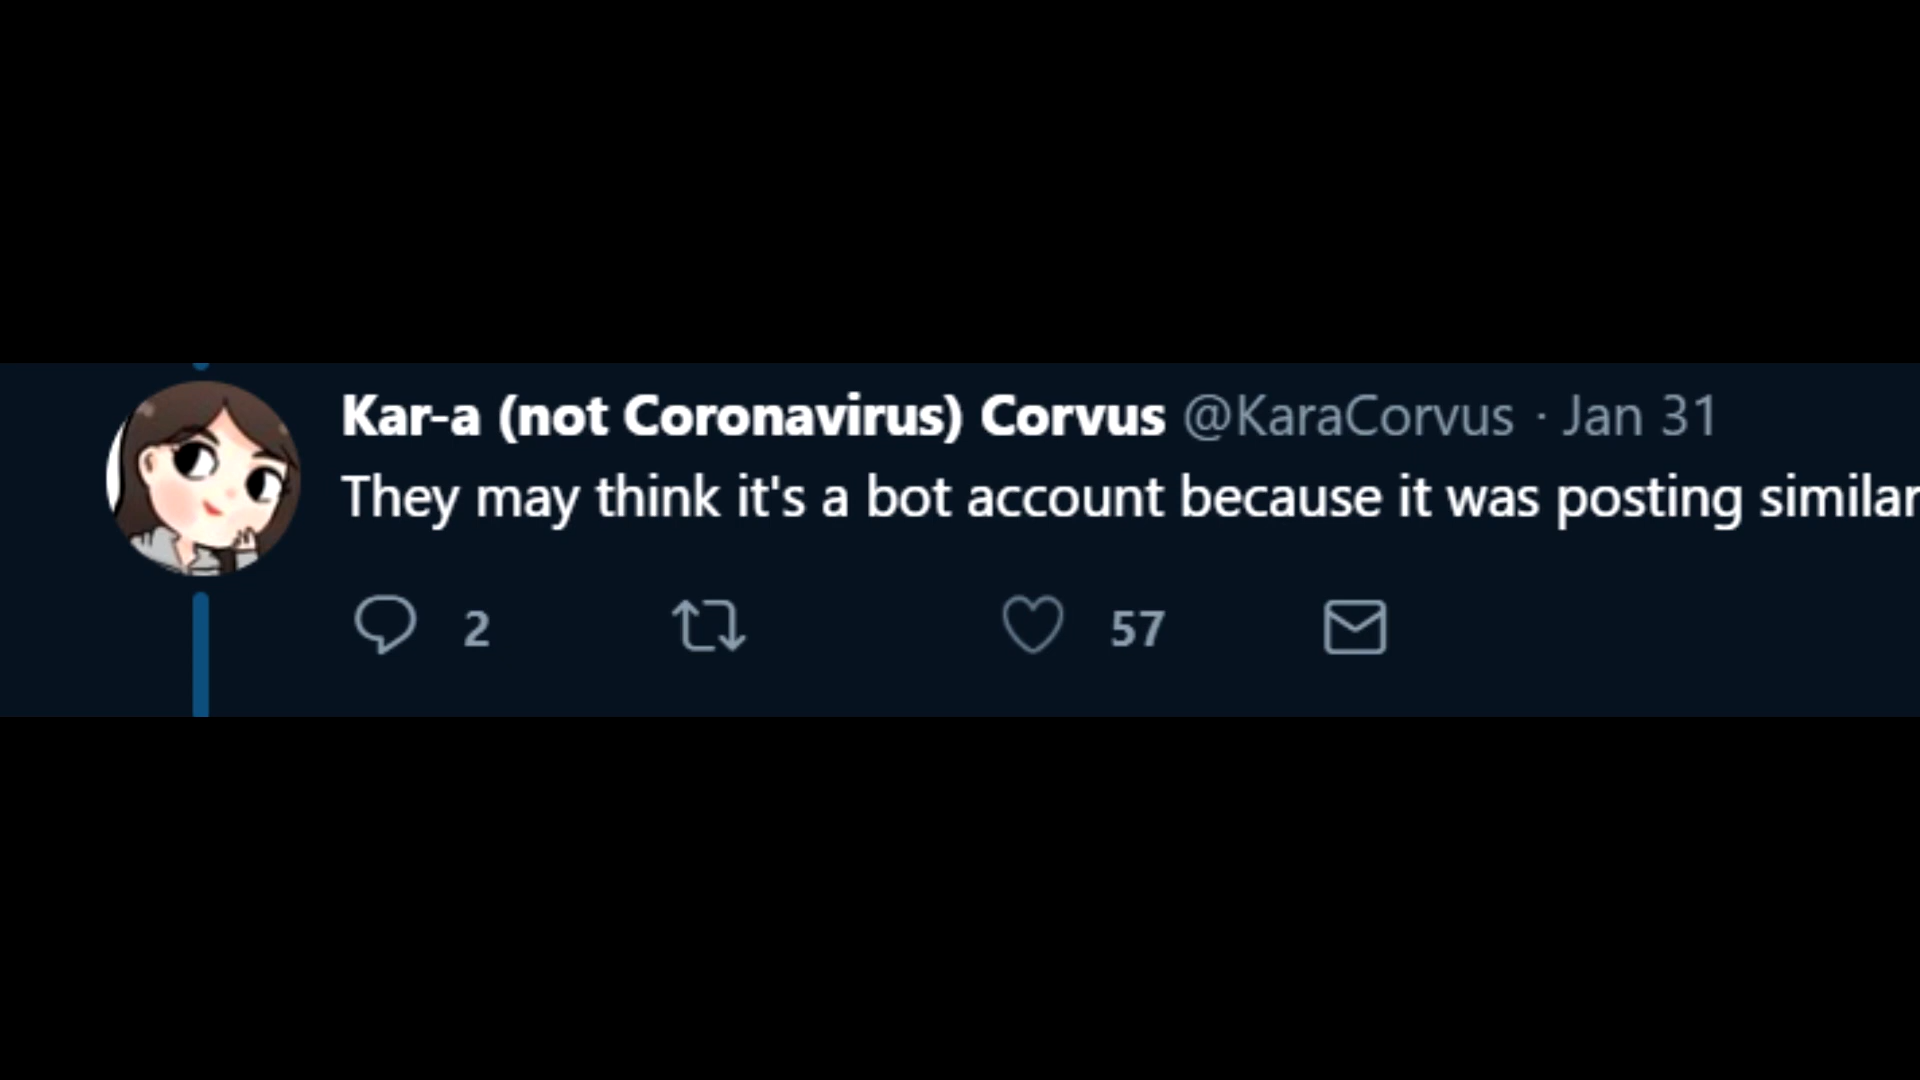 Kar-a (not Coronavirus) Corvus @KaraCorvus · Jan 31
They may think it's a bot account because it was posting similar
2 57